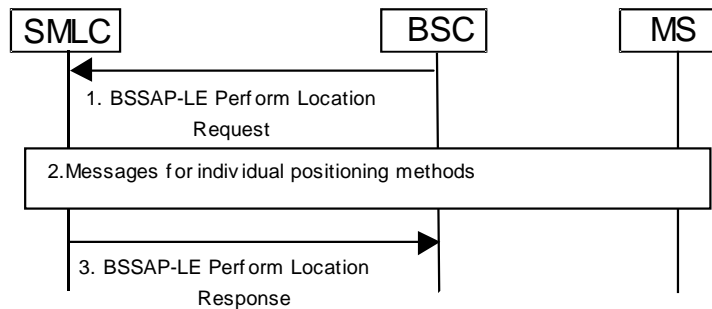 SMLC
BSC
MS
1. BSSAP-LE Perform Location
Request
2.Messages for individual positioning methods
3. BSSAP-LE Perform Location
Response